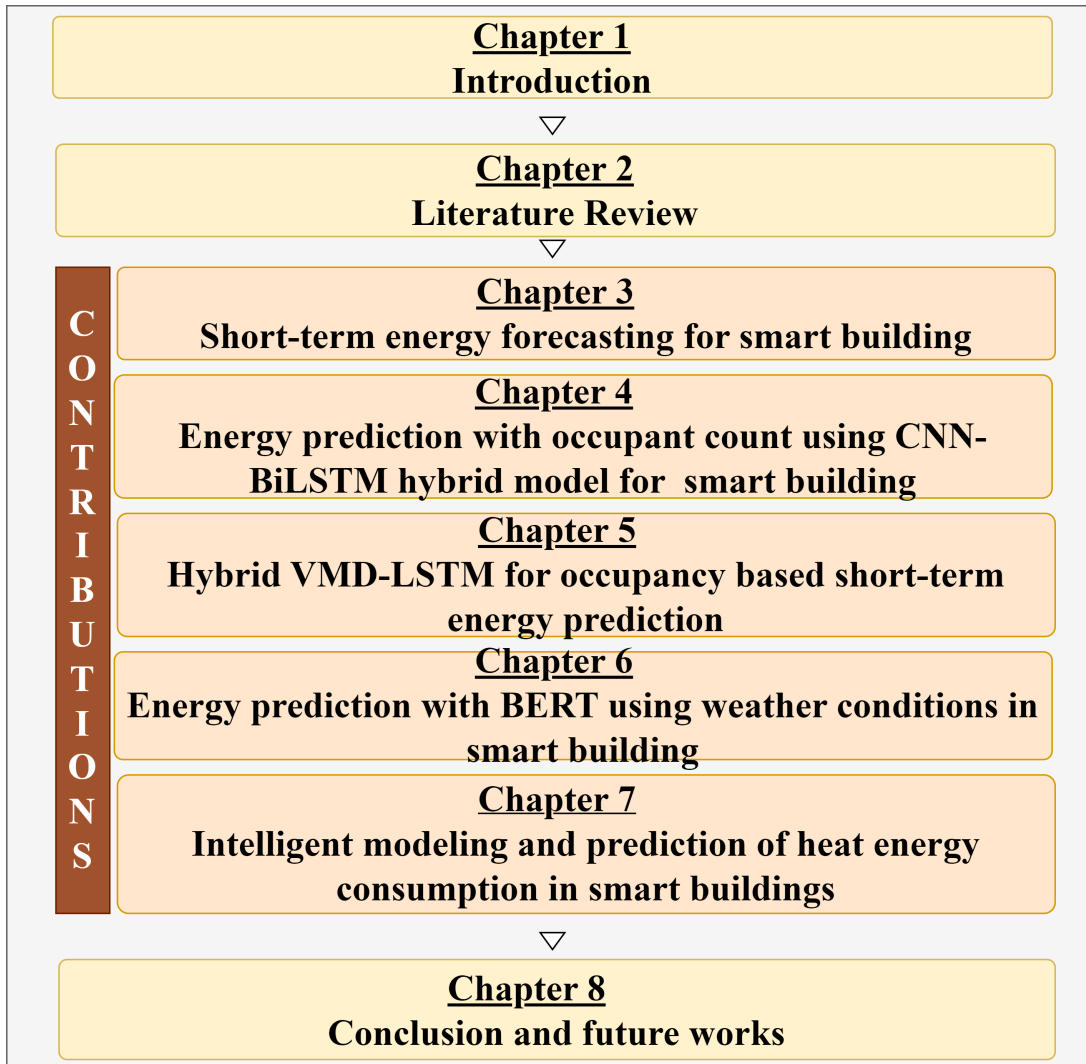 Chapter 1
Introduction
Chapter 2
Literature Review
CONTRIBUTIONS
Chapter 3
Short-term energy forecasting for smart building
Chapter 4
Energy prediction with occupant count using CNN-
BiLSTM hybrid model for  smart building
Chapter 5
Hybrid VMD-LSTM for occupancy based short-term
energy prediction
Chapter 6
Energy prediction with BERT using weather conditions in
smart building
Chapter 7
Intelligent modeling and prediction of heat energy
consumption in smart buildings
Chapter 8
Conclusion and future works